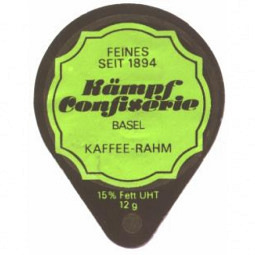 FEINES
SEIT 1894
Kämpf
Confiserie
BASEL
KAFFEE-RAHM
15% Fett UHT
12 g